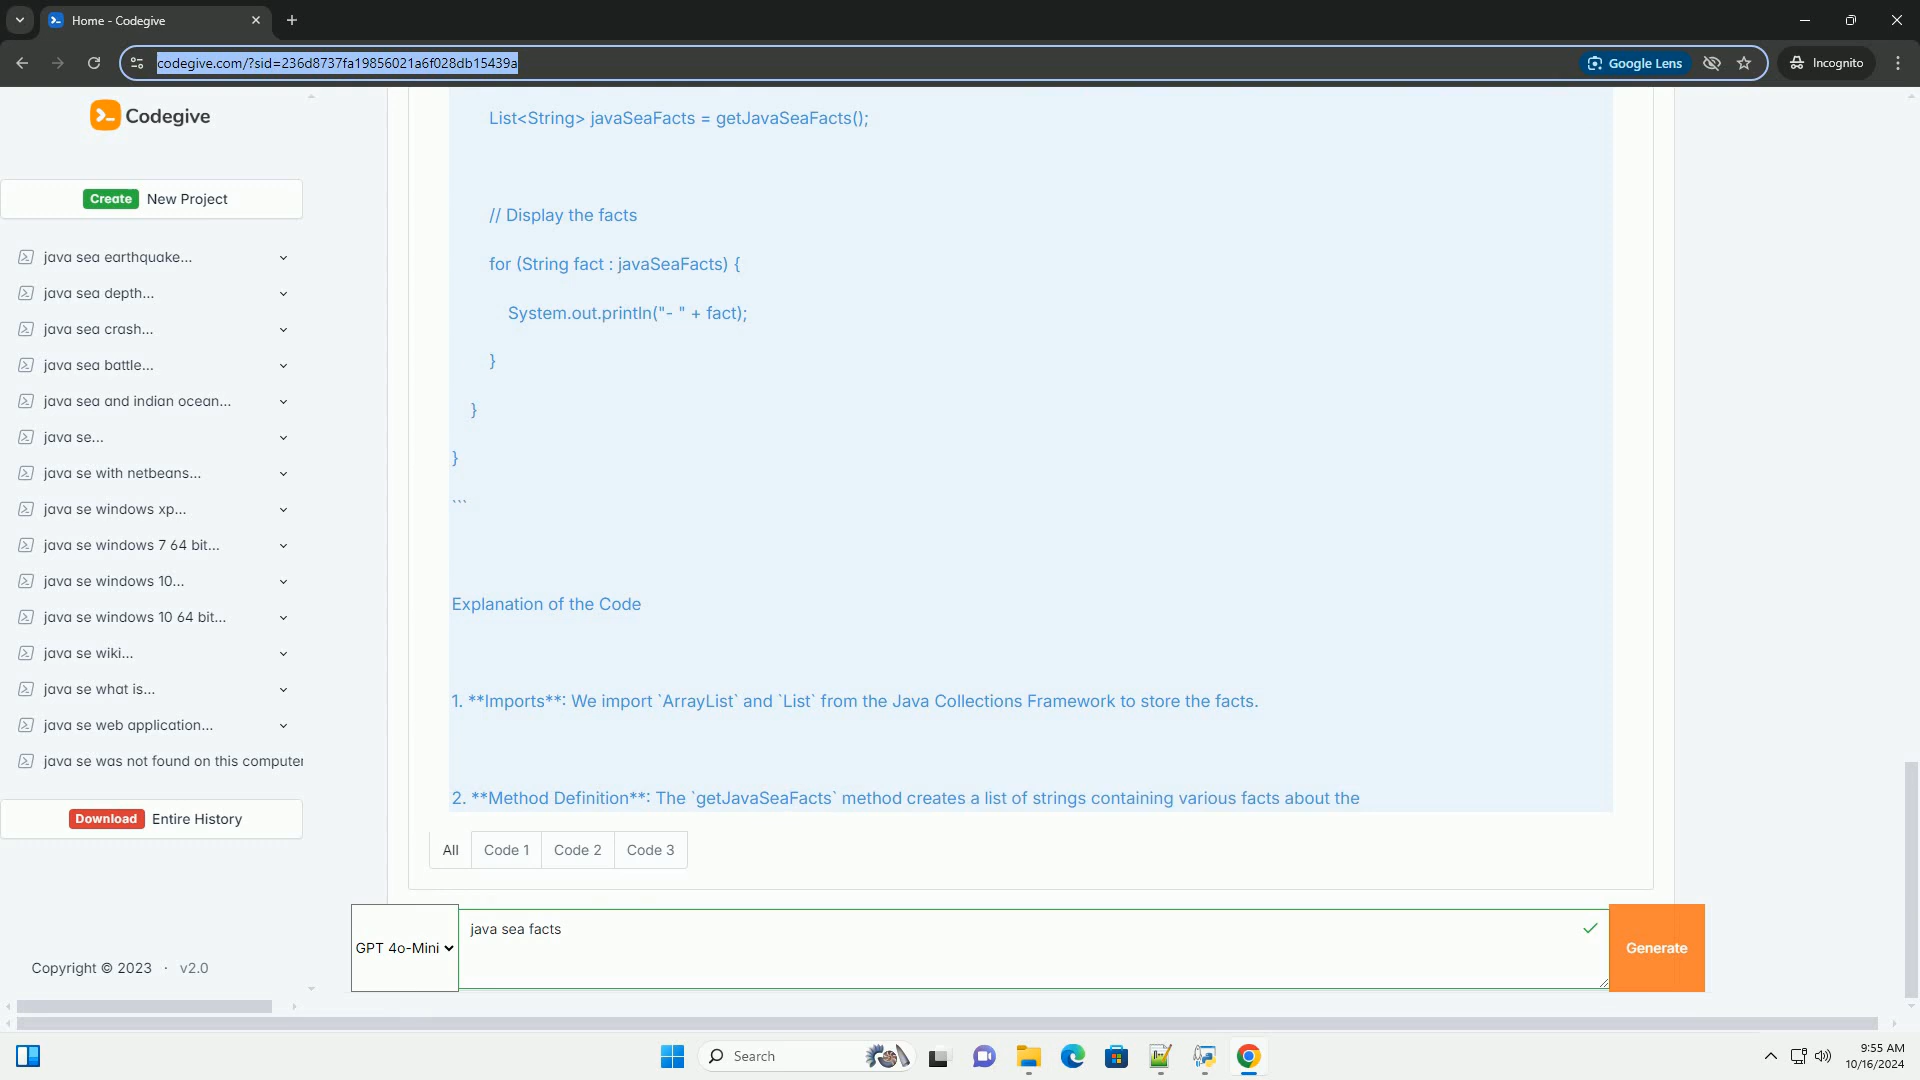 Home - Codegive
codegive.com/?sid=236d8737fa19856021a6f028db15439a
Google Lens
Incognito
Codegive
Create New Project
java sea earthquake...
java sea depth...
java sea crash...
java sea battle...
java sea and indian ocean...
java se...
java se with netbeans...
java se windows xp...
java se windows 7 64 bit...
java se windows 10...
java se windows 10 64 bit...
java se wiki...
java se what is...
java se web application...
java se was not found on this computer
Download Entire History
Copyright © 2023 · v2.0
List<String> javaSeaFacts = getJavaSeaFacts();
// Display the facts
for (String fact : javaSeaFacts) {
System.out.println("- " + fact);
}
}
}
```
Explanation of the Code
1. **Imports**: We import `ArrayList` and `List` from the Java Collections Framework to store the facts.
2. **Method Definition**: The `getJavaSeaFacts` method creates a list of strings containing various facts about the
All Code 1 Code 2 Code 3
GPT 4o-Mini
java sea facts
Generate
Search
9:55 AM
10/16/2024